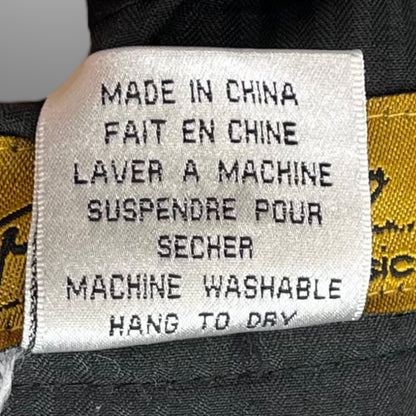 MADE IN CHINA
FAIT EN CHINE
LAVER A MACHINE
SUSPENDRE POUR
SECHER
MACHINE WASHABLE
HANG TO DRY